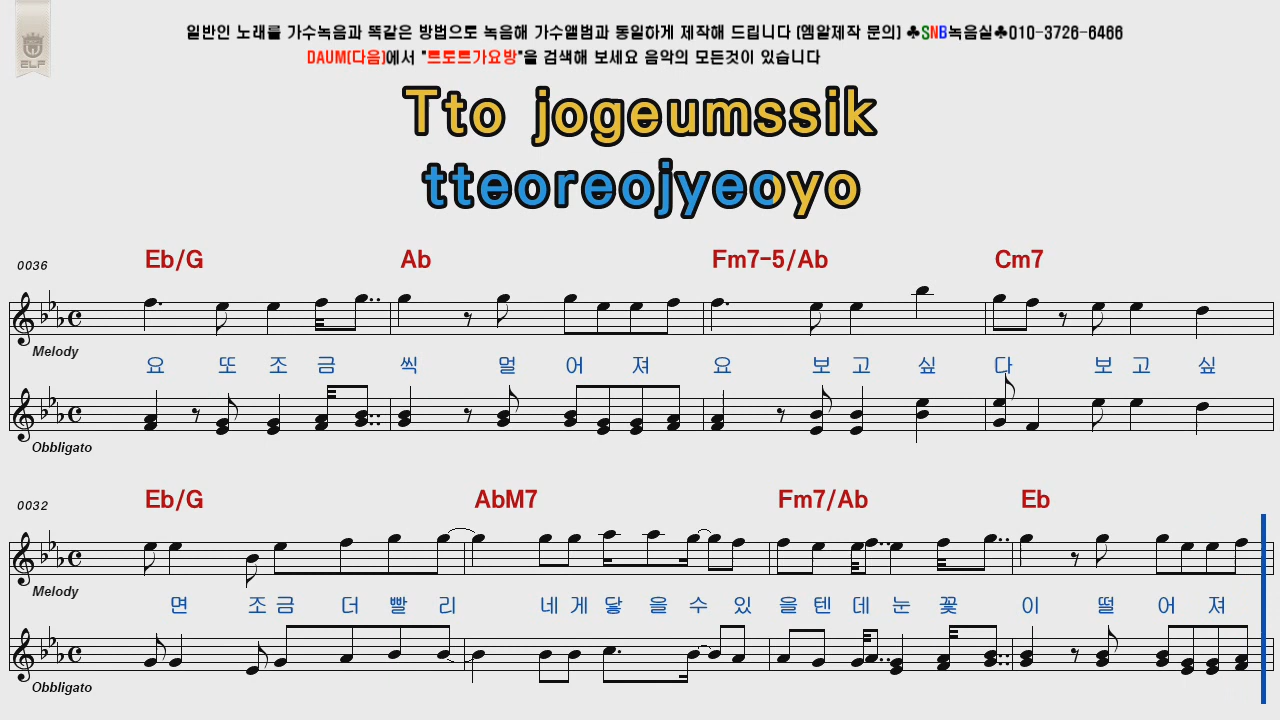 일반인 노래를 가수녹음과 똑같은 방법으로 녹음해 가수앨범과 동일하게 제작해 드립니다 (엠알제작 문의) ♣SNB녹음실♣010-3726-6466
ELF
DAUM(다음)에서 "트로트가요방"을 검색해 보세요 음악의 모든것이 있습니다
Tto jogeumssik
tteoreojyeoyo
0036 Eb/G Ab Fm7-5/Ab Cm7
Melody
요 또 조 금 씩 멀 어 져 요 보 고 싶 다 보 고 싶
Obbligato
0032 Eb/G AbM7 Fm7/Ab Eb
Melody
면 조 금 더 빨 리 네 게 닿 을 수 있 을 텐 데 눈 꽃 이 떨 어 져
Obbligato